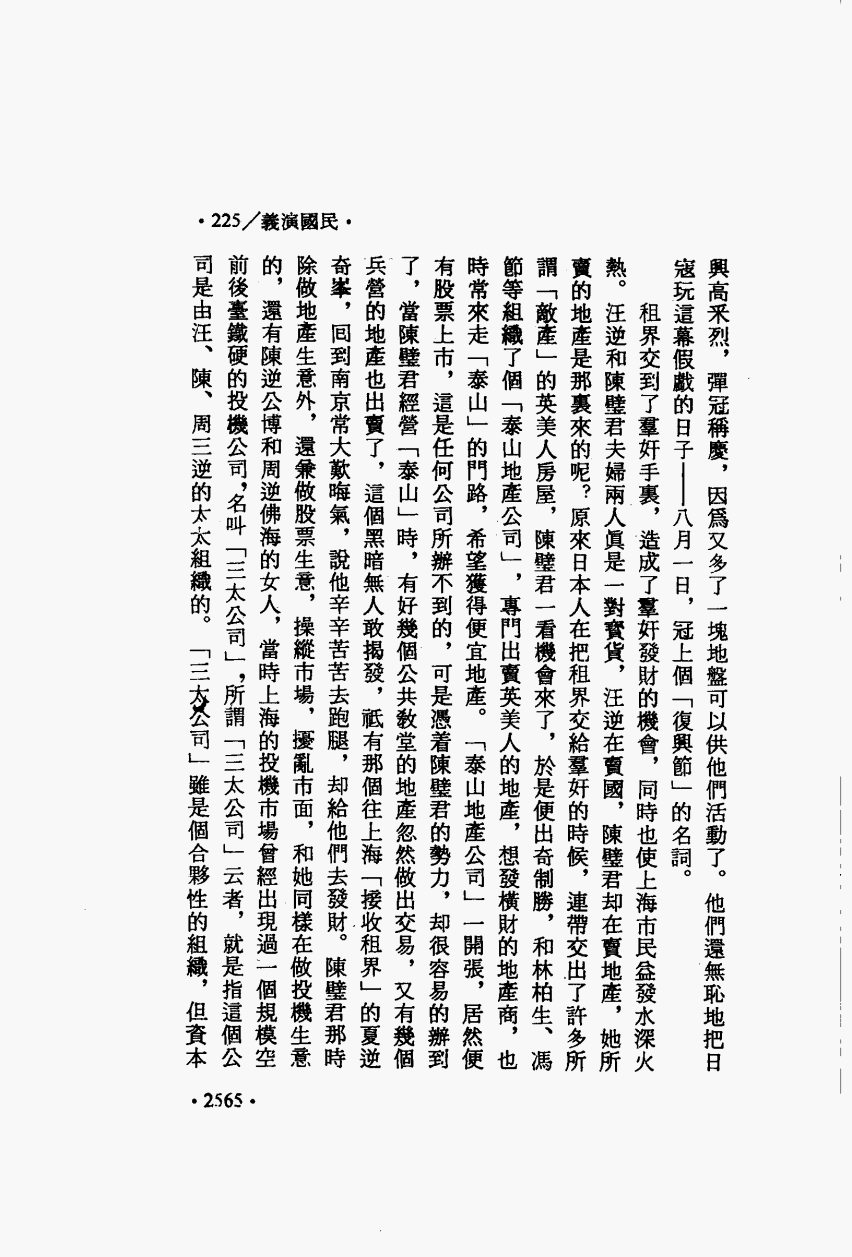 ・225／義演國民・
興高釆烈，彈冠稱慶，因爲又多了一塊地盤可以供他們活動了。他們還無恥地把日
寇玩這幕假戲的日子——八月一日，冠上個「復興節」的名詞。
租界交到了羣奸手裏，造成了羣奸發財的機會，同時也使上海市民益發水深火
熱。汪逆和陳璧君夫婦兩人眞是一對寳貨，汪逆在賣國，陳璧君却在賣地產，她所
賣的地產是那裏來的呢？原來日本人在把租界交給羣奸的時候，連帶交出了許多所
謂「敵產」的英美人房屋，陳璧君一看機會來了，於是便出奇制勝，和林柏生、馮
節等組織了個「泰山地產公司」，專門出賣英美人的地產，想發橫財的地產商，也
時常來走「泰山」的門路，希望獲得便宜地產。「泰山地產公司」一開張，居然便
有股票上市，這是任何公司所辦不到的，可是憑着陳璧君的勢力，却很容易的辦到
了，當陳璧君經營「泰山」時，有好幾個公共敎堂的地產忽然做出交易，又有幾個
兵營的地產也出賣了，這個黑暗無人敢揭發，祗有那個往上海「接收租界」的夏逆
奇峯，囘到南京常大歎晦氣，說他辛辛苦苦去跑腿，却給他們去發財。陳璧君那時
除做地產生意外，還兼做股票生意，操縱市場，擾亂市面，和她同樣在做投機生意
的，還有陳逆公博和周逆佛海的女人，當時上海的投機市場曾經出現過一個規模空
前後臺鐵硬的投機公司，名叫「三太公司」，所謂「三太公司」云者，就是指這個公
司是由汪、陳、周三逆的太太組織的。「三太公司」雖是個合夥性的組織，但資本
・2565・